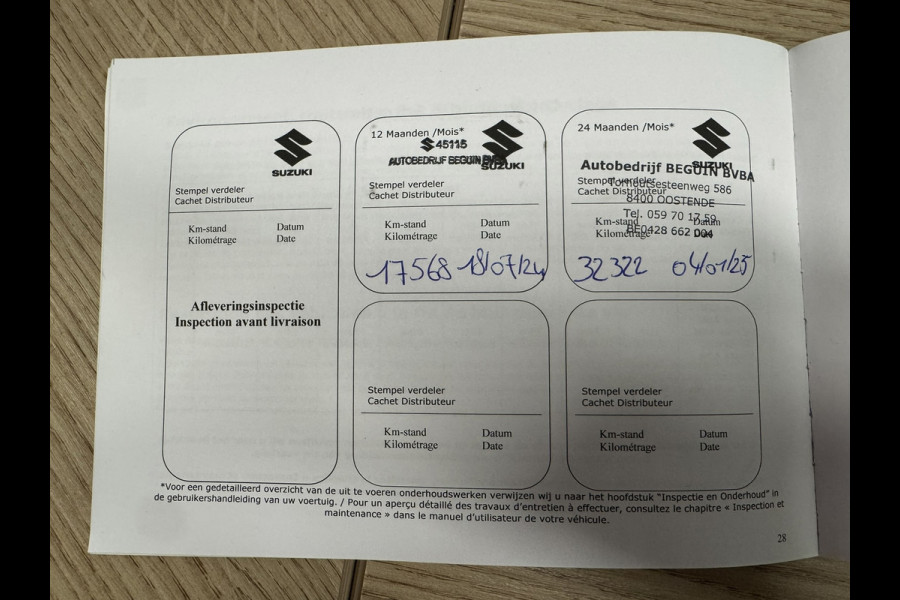 SUZUKI
Stempel verdeler
Cachet Distributeur
Km-stand Datum
Kilométrage Date
Afleveringsinspectie
Inspection avant livraison
12 Maanden /Mois*
45115
AUTOBEDRIJF BEGUIN BVBA
SUZUKI
Stempel verdeler
Cachet Distributeur
Km-stand Datum
Kilométrage Date
17568 18/07/24
24 Maanden /Mois*
SUZUKI
Autobedrijf BEGUIN BVBA
Stempel verdeler
Torhoutsesteenweg 586
Cachet Distributeur
8400 OOSTENDE
Tel. 059 70 17 59
Km-stand Datum
BE0428 662 004
Kilométrage Date
32322 04/01/25
Stempel verdeler
Cachet Distributeur
Km-stand Datum
Kilométrage Date
Stempel verdeler
Cachet Distributeur
Km-stand Datum
Kilométrage Date
*Voor een gedetailleerd overzicht van de uit te voeren onderhoudswerken verwijzen wij u naar het hoofdstuk “Inspectie en Onderhoud” in
de gebruikershandleiding van uw voertuig. / Pour un aperçu détaillé des travaux d’entretien à effectuer, consultez le chapitre « Inspection et
maintenance » dans le manuel d’utilisateur de votre véhicule.
28